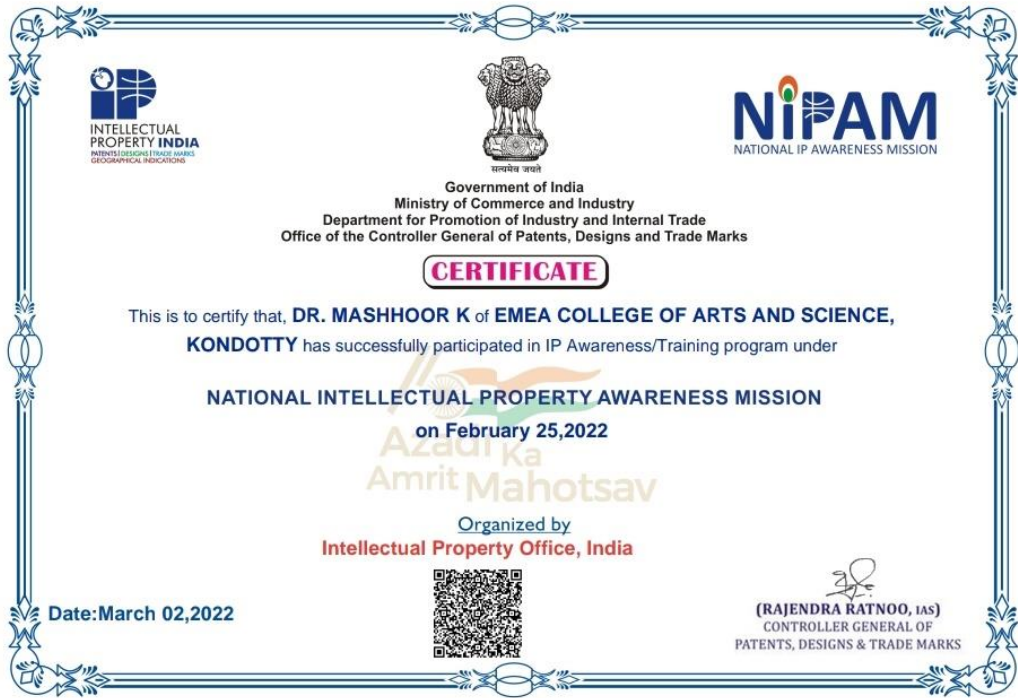 INTELLECTUAL
PROPERTY INDIA
PATENTS | DESIGNS | TRADE MARKS
GEOGRAPHICAL INDICATIONS
सत्यमेव जयते
NiPAM
NATIONAL IP AWARENESS MISSION
Government of India
Ministry of Commerce and Industry
Department for Promotion of Industry and Internal Trade
Office of the Controller General of Patents, Designs and Trade Marks
CERTIFICATE
This is to certify that, DR. MASHHOOR K of EMEA COLLEGE OF ARTS AND SCIENCE,
KONDOTTY has successfully participated in IP Awareness/Training program under
NATIONAL INTELLECTUAL PROPERTY AWARENESS MISSION
on February 25,2022
Azadi Ka
Amrit Mahotsav
Organized by
Intellectual Property Office, India
Date:March 02,2022
(RAJENDRA RATNOO, IAS)
CONTROLLER GENERAL OF
PATENTS, DESIGNS & TRADE MARKS